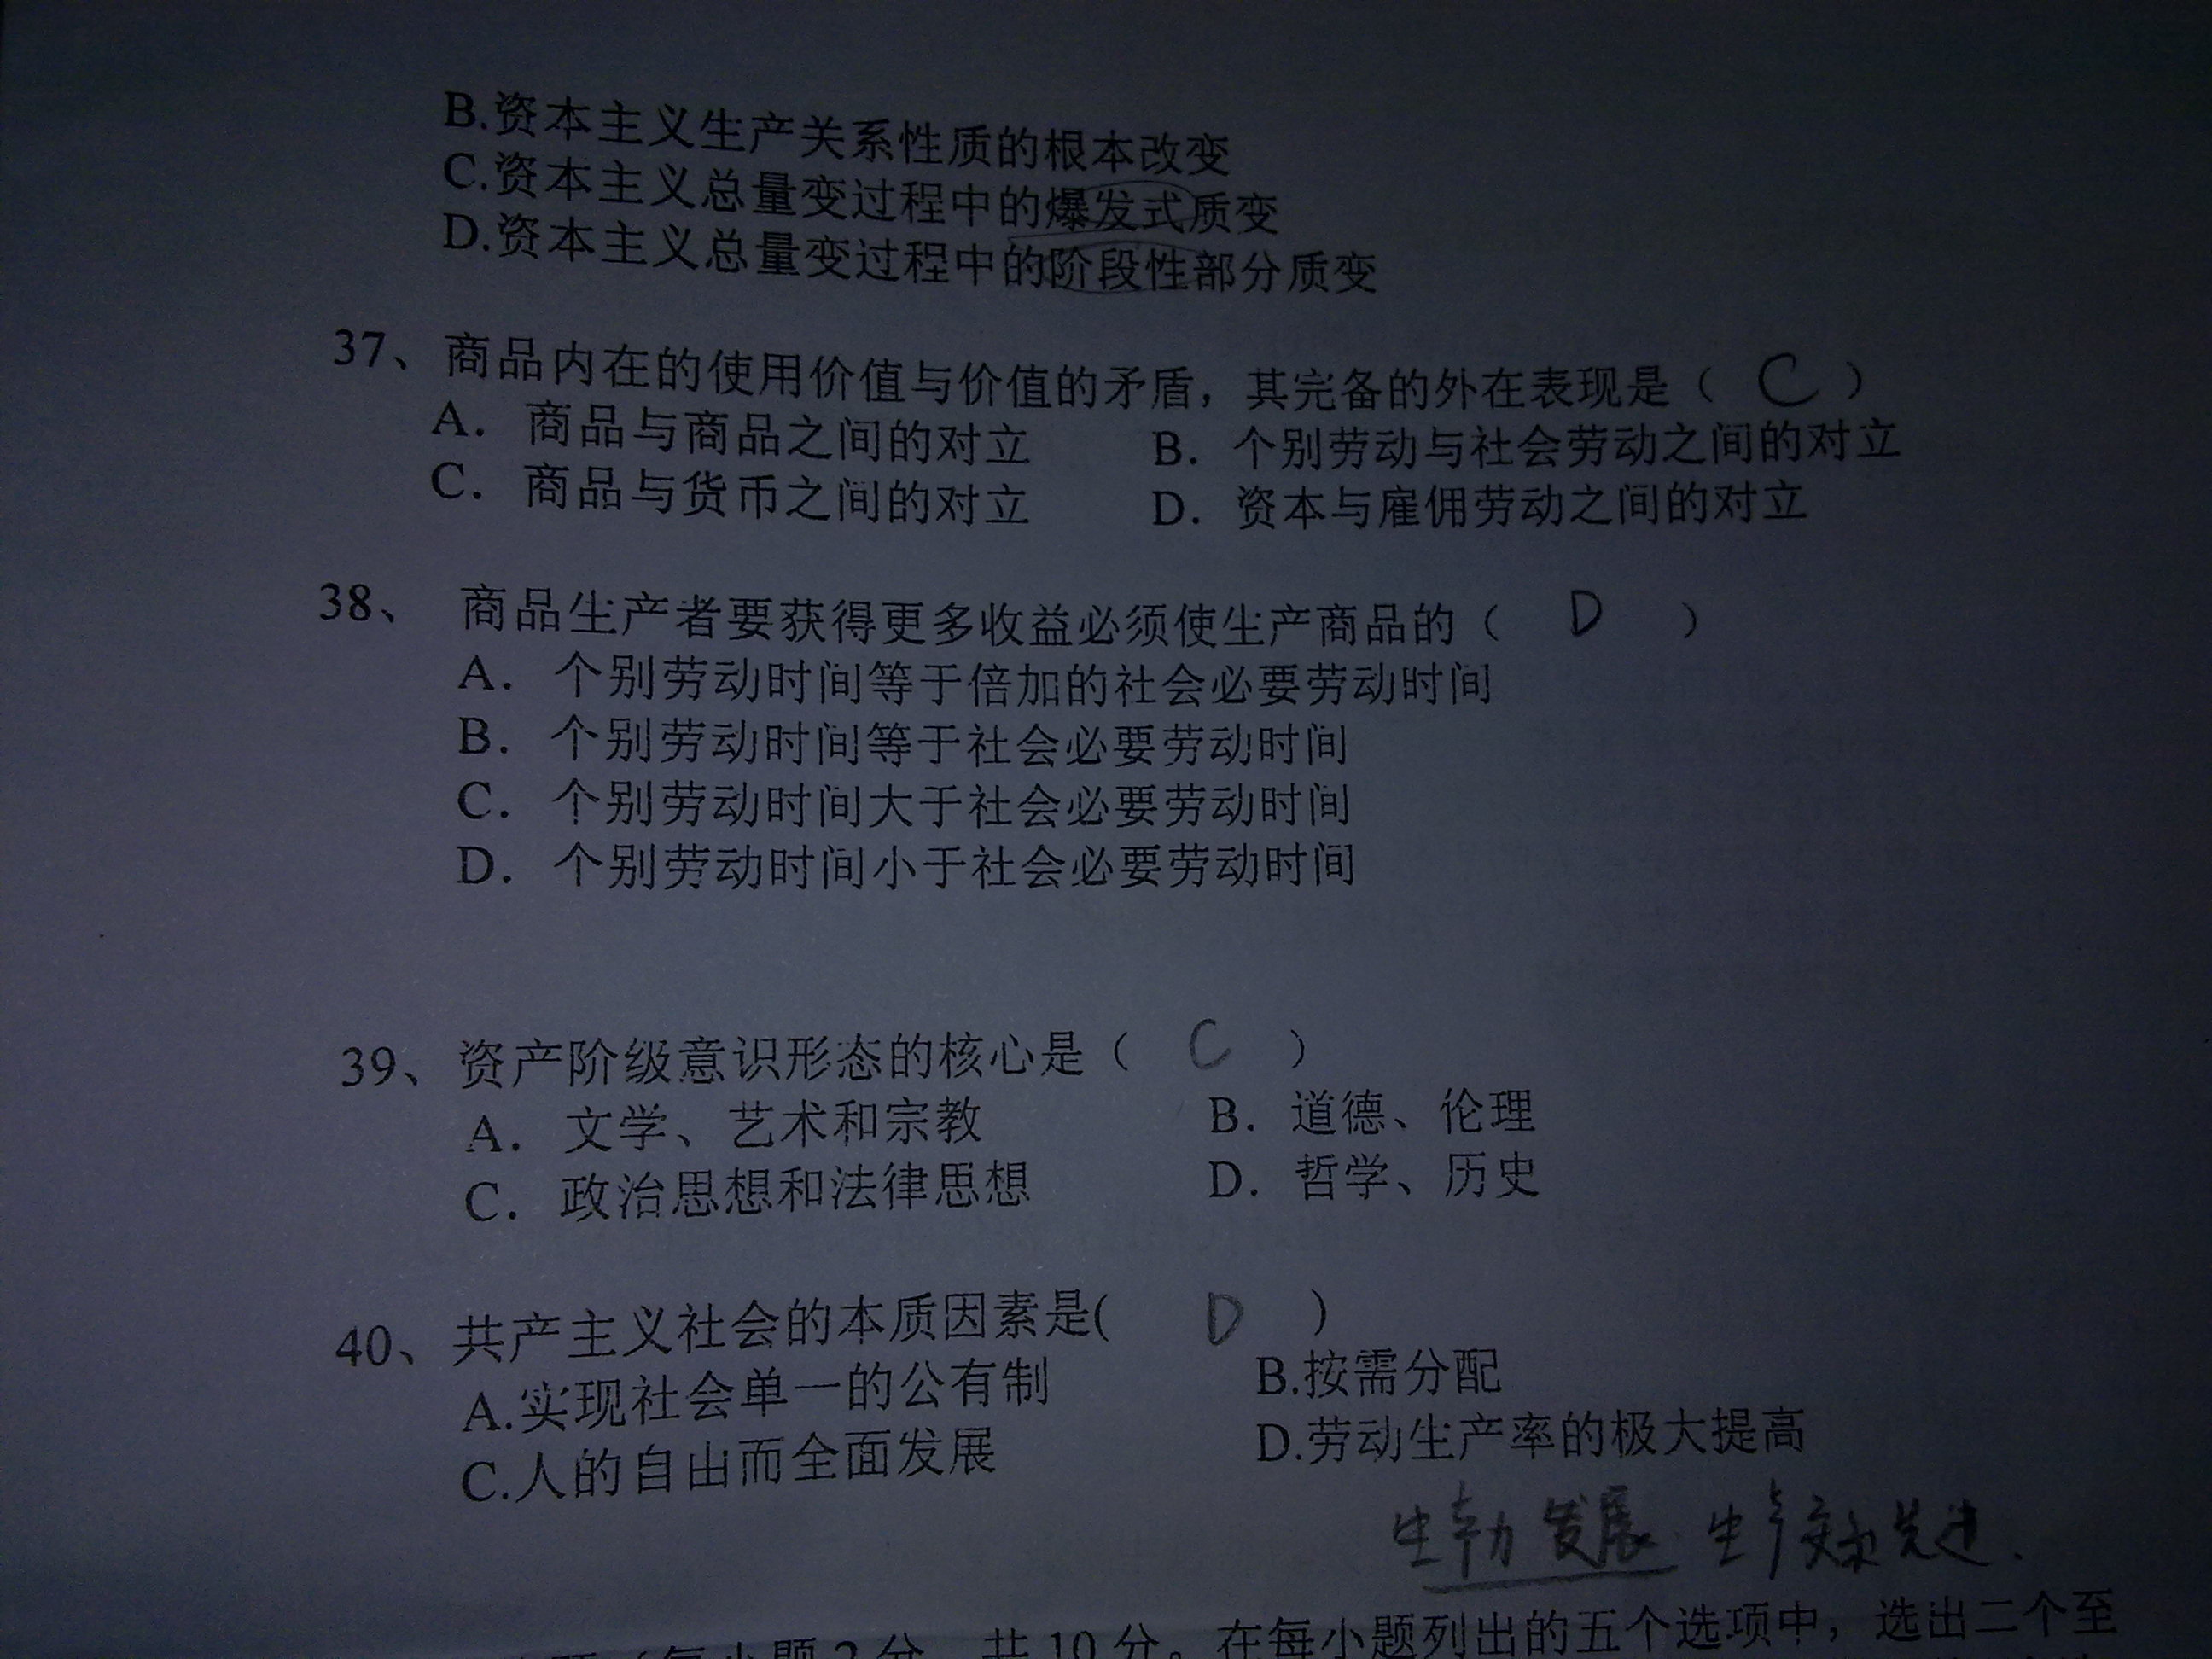 B.资本主义生产关系性质的根本改变
C.资本主义总量变过程中的爆发式质变
D.资本主义总量变过程中的阶段性部分质变
37、商品内在的使用价值与价值的矛盾，其完备的外在表现是（ C ）
A．商品与商品之间的对立 B．个别劳动与社会劳动之间的对立
C．商品与货币之间的对立 D．资本与雇佣劳动之间的对立
38、商品生产者要获得更多收益必须使生产商品的（ D ）
A．个别劳动时间等于倍加的社会必要劳动时间
B．个别劳动时间等于社会必要劳动时间
C．个别劳动时间大于社会必要劳动时间
D．个别劳动时间小于社会必要劳动时间
39、资产阶级意识形态的核心是（ C ）
A．文学、艺术和宗教 B．道德、伦理
C．政治思想和法律思想 D．哲学、历史
40、共产主义社会的本质因素是( D )
A.实现社会单一的公有制 B.按需分配
C.人的自由而全面发展 D.劳动生产率的极大提高
发展 先进.
（每小题2分，共10分。在每小题列出的五个选项中，选出二个至